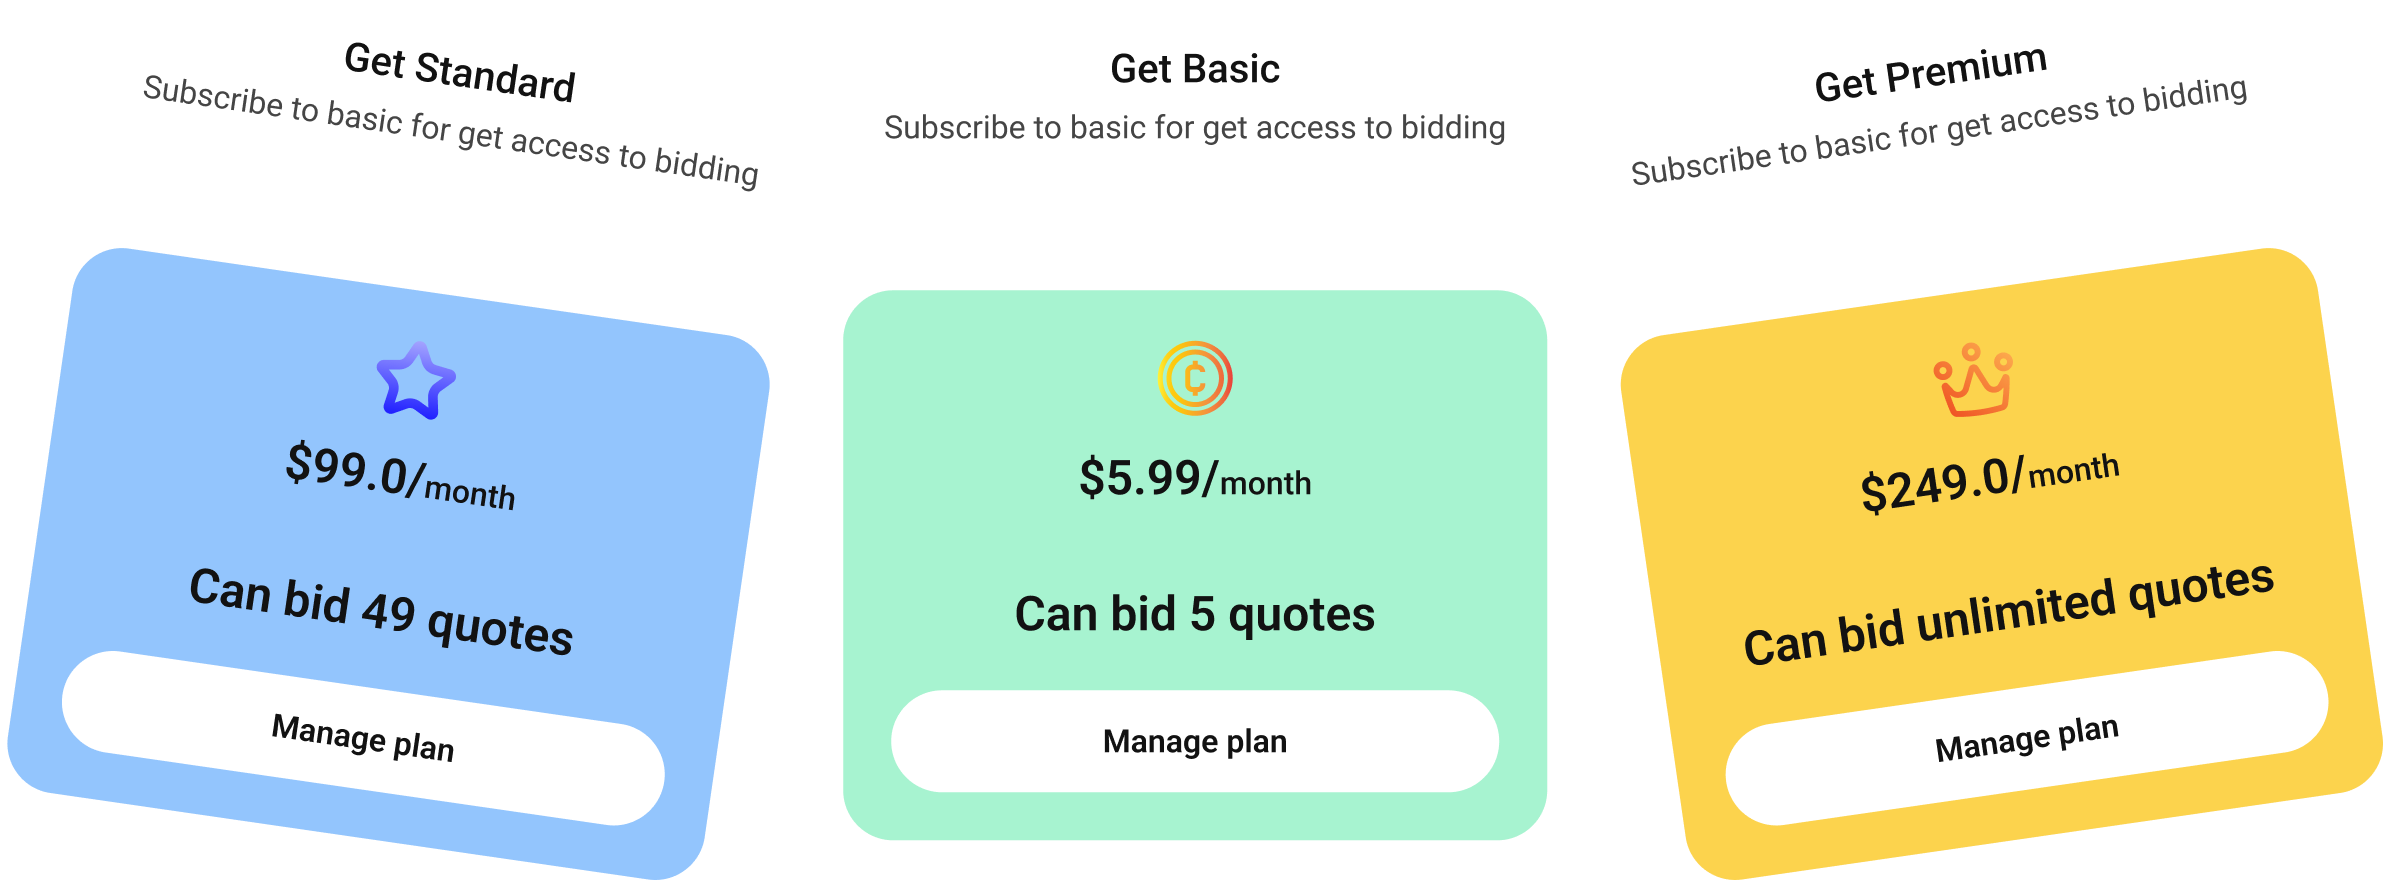 Get Standard
Subscribe to basic for get access to bidding
$99.0/month
Can bid 49 quotes
Manage plan
Get Basic
Subscribe to basic for get access to bidding
$5.99/month
Can bid 5 quotes
Manage plan
Get Premium
Subscribe to basic for get access to bidding
$249.0/month
Can bid unlimited quotes
Manage plan